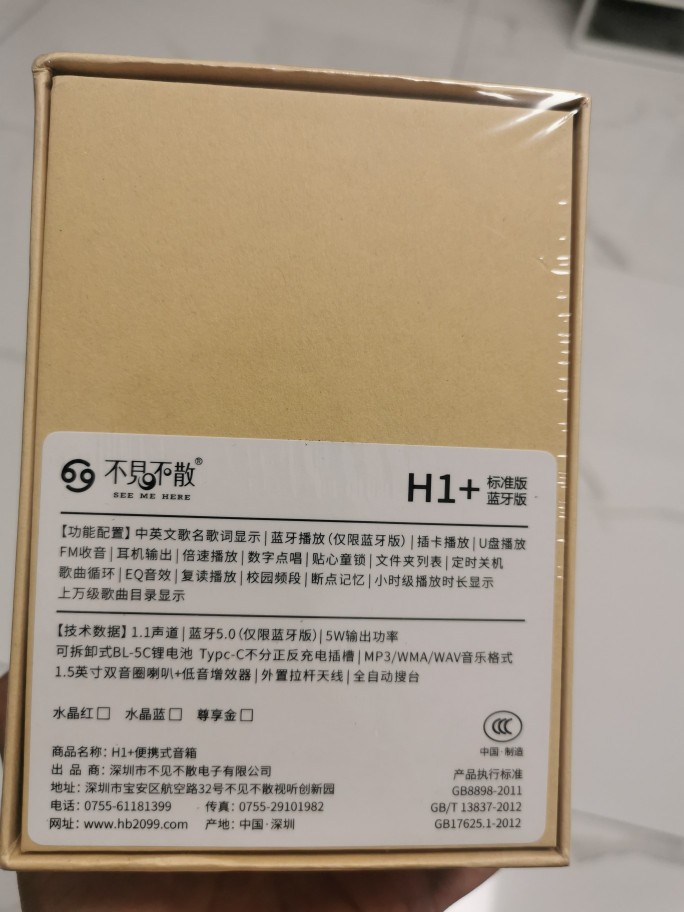 不见不散®
SEE ME HERE
H1+ 标准版
蓝牙版
【功能配置】中英文歌名歌词显示|蓝牙播放(仅限蓝牙版)|插卡播放|U盘播放
FM收音|耳机输出|倍速播放|数字点唱|贴心童锁|文件夹列表|定时关机
歌曲循环|EQ音效|复读播放|校园频段|断点记忆|小时级播放时长显示
上万级歌曲目录显示
【技术数据】1.1声道|蓝牙5.0(仅限蓝牙版)|5W输出功率
可拆卸式BL-5C锂电池 Typc-C不分正反充电插槽|MP3/WMA/WAV音乐格式
1.5英寸双音圈喇叭+低音增效器|外置拉杆天线|全自动搜台
水晶红□ 水晶蓝□ 尊享金□
CCC
中国·制造
商品名称:H1+便携式音箱
出 品 商:深圳市不见不散电子有限公司
地址:深圳市宝安区航空路32号不见不散视听创新园
电话:0755-61181399 传真:0755-29101982
网址:www.hb2099.com 产地:中国·深圳
产品执行标准
GB8898-2011
GB/T 13837-2012
GB17625.1-2012